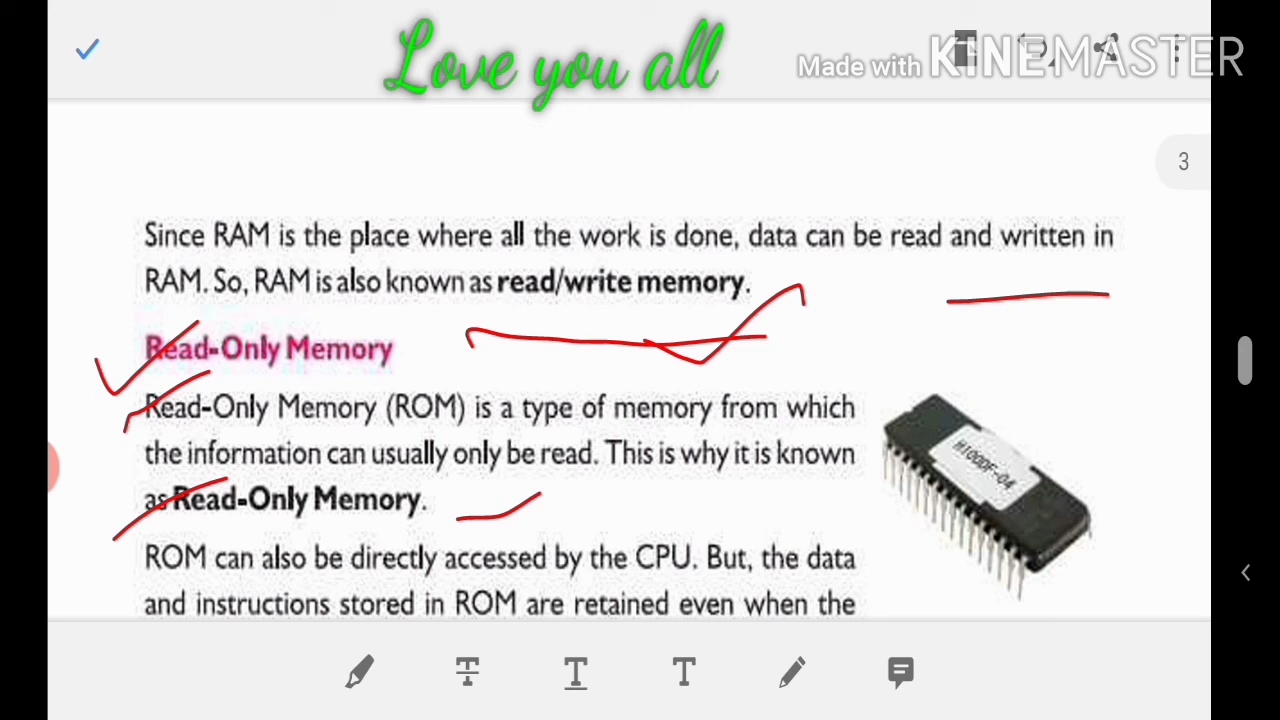 Love you all
Made with KINEMASTER
3
Since RAM is the place where all the work is done, data can be read and written in
RAM. So, RAM is also known as read/write memory.
Read-Only Memory
Read-Only Memory (ROM) is a type of memory from which
the information can usually only be read. This is why it is known
as Read-Only Memory.
H100DF-04
ROM can also be directly accessed by the CPU. But, the data
and instructions stored in ROM are retained even when the